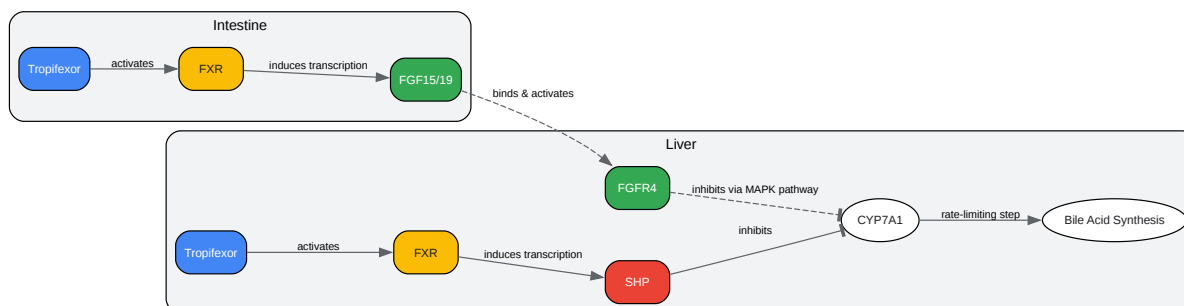 Intestine
Tropifexor
activates
FXR
induces transcription
FGF15/19
binds & activates
Liver
FGFR4
inhibits via MAPK pathway
CYP7A1
rate-limiting step
Bile Acid Synthesis
Tropifexor
activates
FXR
induces transcription
SHP
inhibits